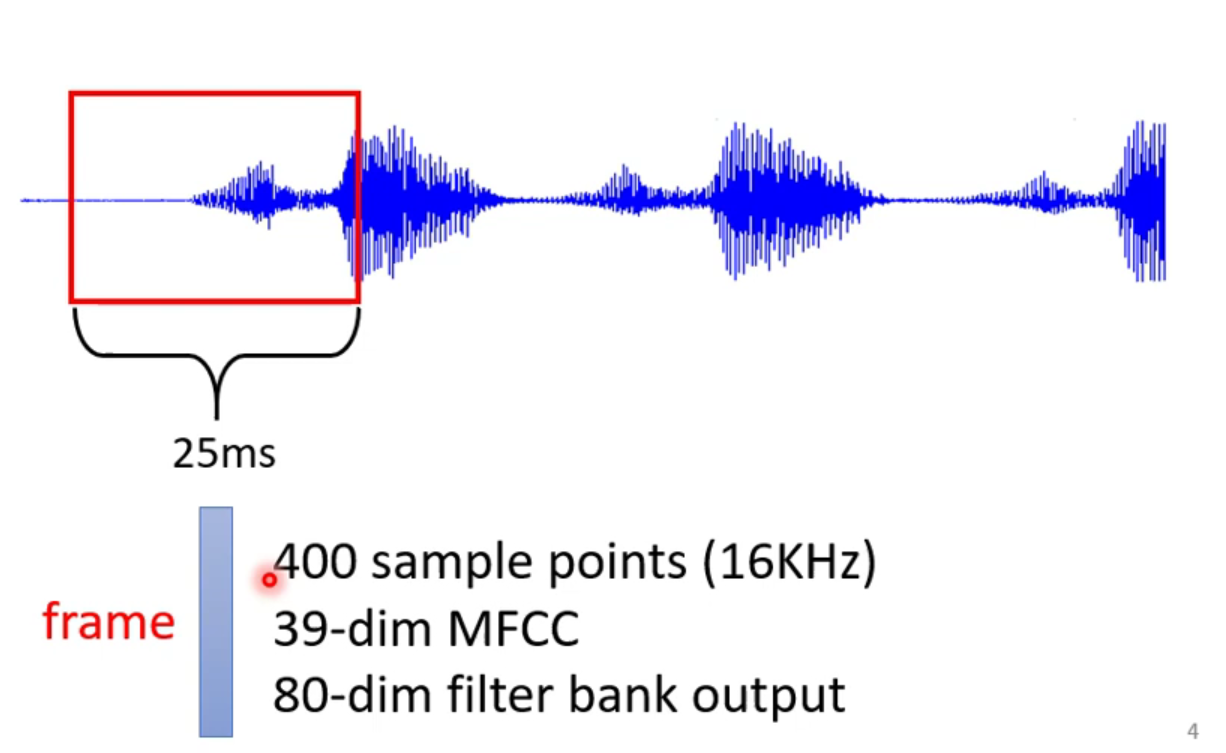 25ms
400 sample points (16KHz)
frame
39-dim MFCC
80-dim filter bank output
4